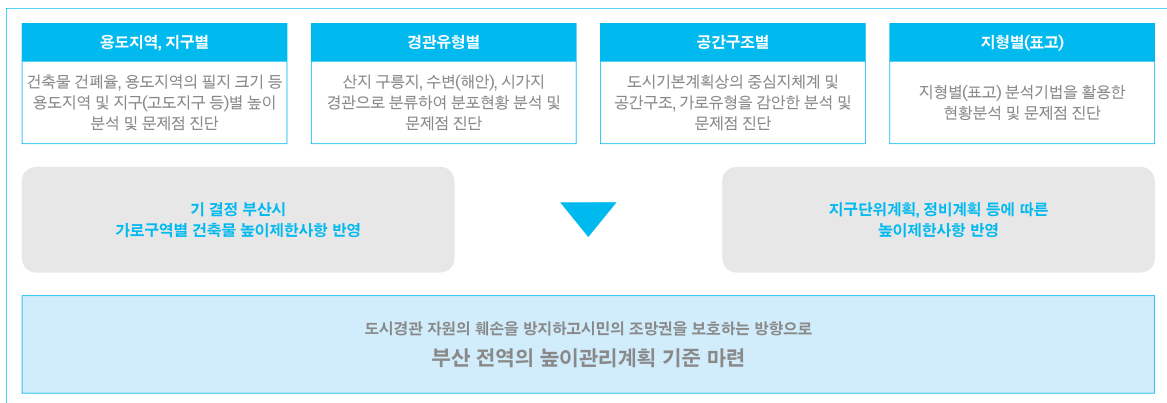 용도지역, 지구별
건축물 건폐율, 용도지역의 필지 크기 등
용도지역 및 지구(고도지구 등)별 높이
분석 및 문제점 진단
경관유형별
산지 구릉지, 수변(해안), 시가지
경관으로 분류하여 분포현황 분석 및
문제점 진단
공간구조별
도시기본계획상의 중심지체계 및
공간구조, 가로유형을 감안한 분석 및
문제점 진단
지형별(표고)
지형별(표고) 분석기법을 활용한
현황분석 및 문제점 진단
기 결정 부산시
가로구역별 건축물 높이제한사항 반영
지구단위계획, 정비계획 등에 따른
높이제한사항 반영
도시경관 자원의 훼손을 방지하고시민의 조망권을 보호하는 방향으로
부산 전역의 높이관리계획 기준 마련